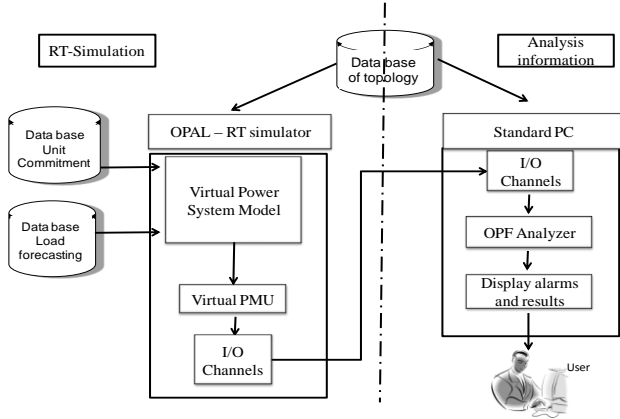 RT-Simulation
Data base
of topology
Analysis
information
Data base
Unit
Commitment
OPAL – RT simulator
Standard PC
Virtual Power
System Model
I/O
Channels
OPF Analyzer
Data base
Load
forecasting
Virtual PMU
Display alarms
and results
I/O
Channels
User